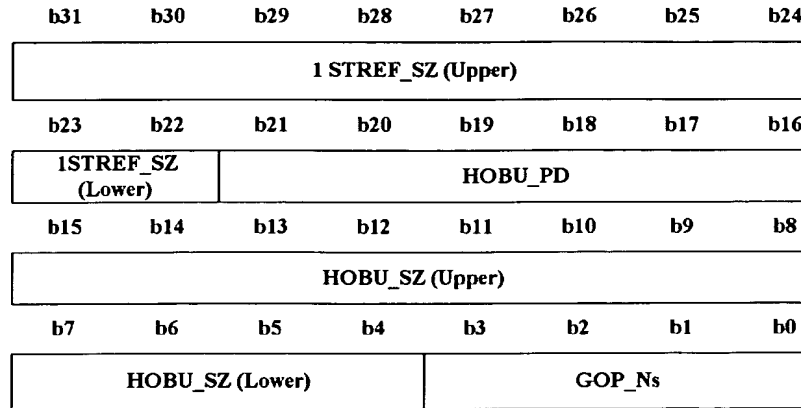 b31 b30 b29 b28 b27 b26 b25 b24
1 STREF_SZ (Upper)
b23 b22 b21 b20 b19 b18 b17 b16
1STREF_SZ (Lower) HOBU_PD
b15 b14 b13 b12 b11 b10 b9 b8
HOBU_SZ (Upper)
b7 b6 b5 b4 b3 b2 b1 b0
HOBU_SZ (Lower) GOP_Ns